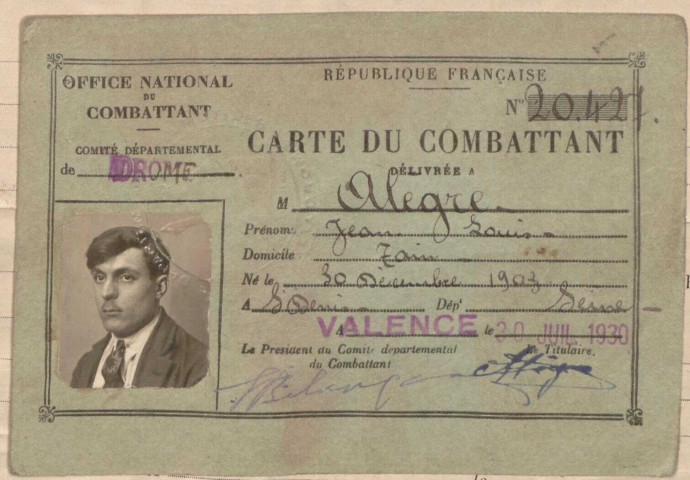 OFFICE NATIONAL
DU
COMBATTANT
COMITÉ DÉPARTEMENTAL
de DROME.
RÉPUBLIQUE FRANÇAISE
N° 20.427.
CARTE DU COMBATTANT
DÉLIVRÉE A
M Alegre
Prénoms Jean Louis
Domicile Tain
Né le 30 Décembre 1903
A St Denis Dépt Seine
A VALENCE le 30 JUIL 1930
Le Président du Comité départemental
du Combattant
Le Titulaire,